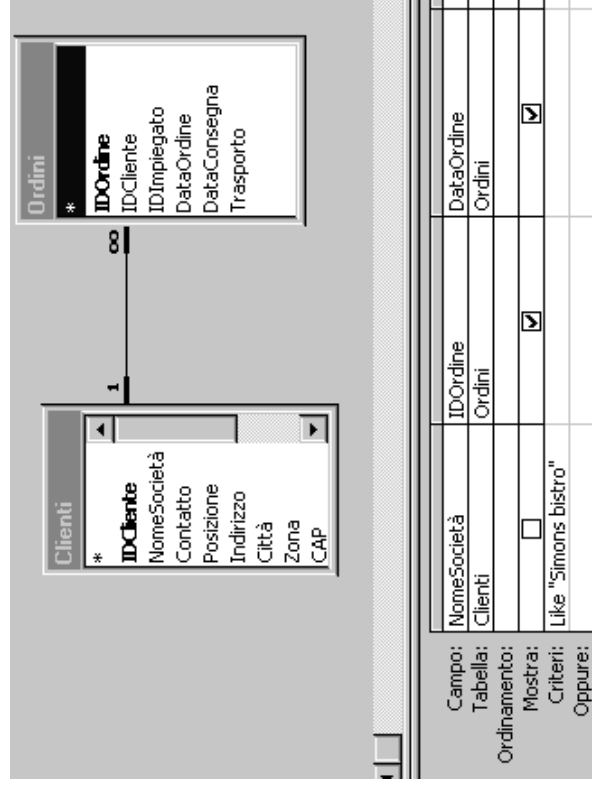 Clienti
*
IDCliente
NomeSocietà
Contatto
Posizione
Indirizzo
Città
Zona
CAP
1
∞
Ordini
*
IDOrdine
IDCliente
IDImpiegato
DataOrdine
DataConsegna
Trasporto
Campo: NomeSocietà IDOrdine DataOrdine
Tabella: Clienti Ordini Ordini
Ordinamento:
Mostra:
Criteri: Like "Simons bistro"
Oppure: